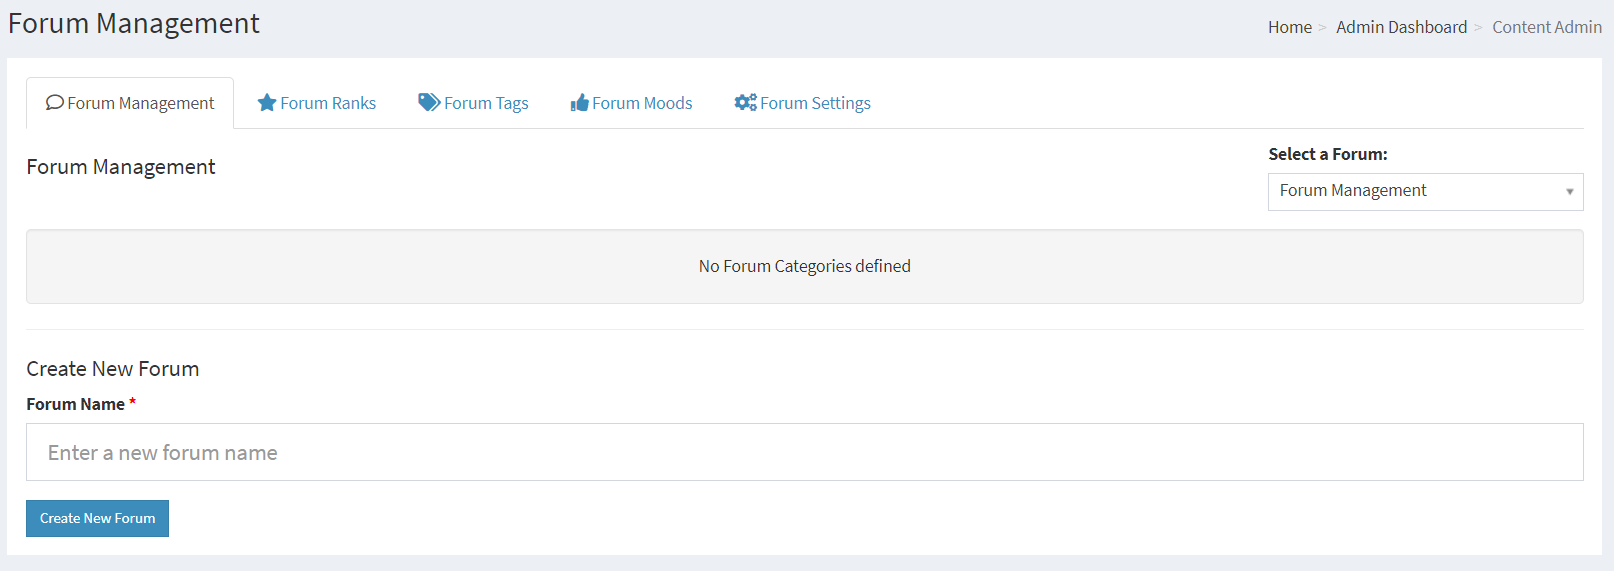 Forum Management
Home > Admin Dashboard > Content Admin
Forum Management Forum Ranks Forum Tags Forum Moods Forum Settings
Forum Management
Select a Forum:
Forum Management
No Forum Categories defined
Create New Forum
Forum Name *
Enter a new forum name
Create New Forum